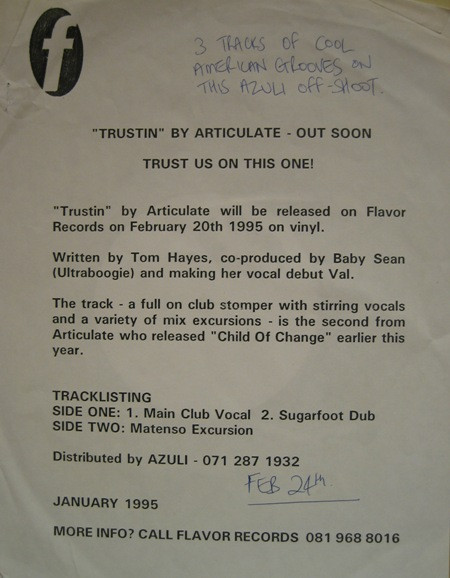 f
3 TRACKS OF COOL
AMERICAN GROOVES ON
THIS AZULI OFF-SHOOT.
"TRUSTIN" BY ARTICULATE - OUT SOON
TRUST US ON THIS ONE!
"Trustin" by Articulate will be released on Flavor
Records on February 20th 1995 on vinyl.
Written by Tom Hayes, co-produced by Baby Sean
(Ultraboogie) and making her vocal debut Val.
The track - a full on club stomper with stirring vocals
and a variety of mix excursions - is the second from
Articulate who released "Child Of Change" earlier this
year.
TRACKLISTING
SIDE ONE: 1. Main Club Vocal 2. Sugarfoot Dub
SIDE TWO: Matenso Excursion
Distributed by AZULI - 071 287 1932
FEB 24th
JANUARY 1995
MORE INFO? CALL FLAVOR RECORDS 081 968 8016